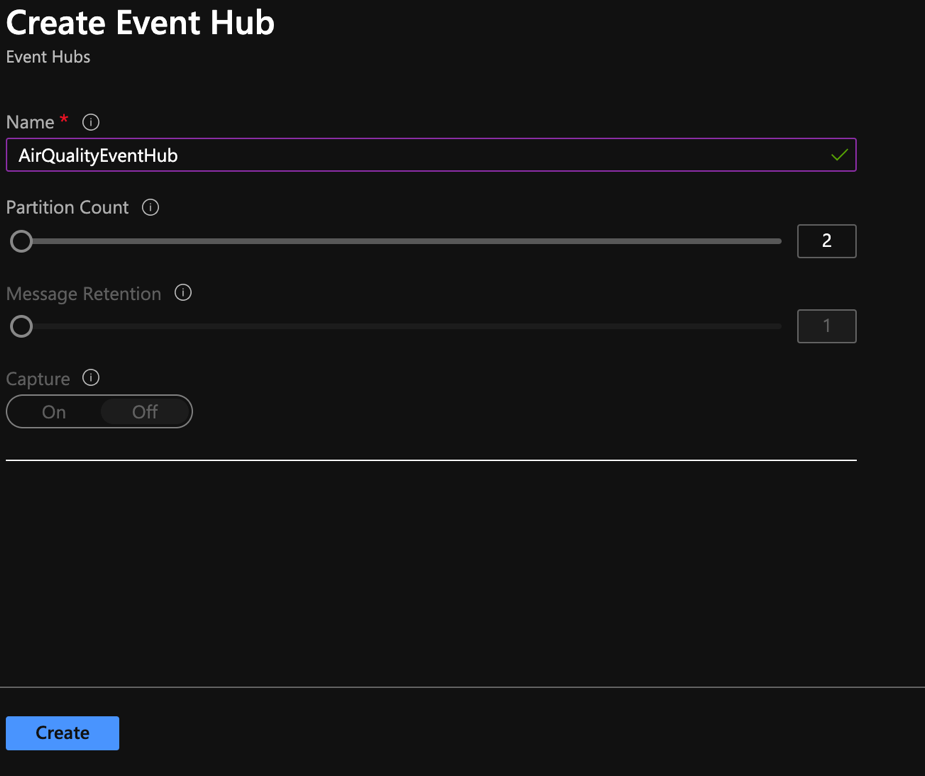 Create Event Hub
Event Hubs
Name *
AirQualityEventHub
Partition Count
2
Message Retention
1
Capture
On Off
Create